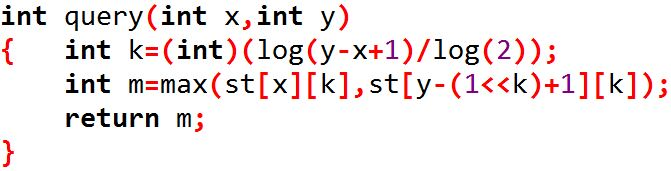 int query(int x,int y)
{   int k=(int)(log(y-x+1)/log(2));
    int m=max(st[x][k],st[y-(1<<k)+1][k]);
    return m;
}